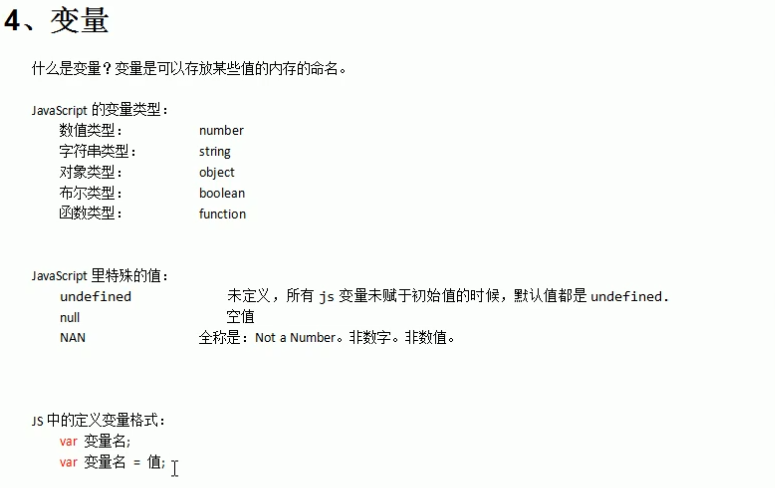 4、变量
什么是变量？变量是可以存放某些值的内存的命名。
JavaScript 的变量类型：
数值类型： number
字符串类型： string
对象类型： object
布尔类型： boolean
函数类型： function
JavaScript 里特殊的值：
undefined 未定义，所有 js 变量未赋于初始值的时候，默认值都是 undefined.
null 空值
NAN 全称是：Not a Number。非数字。非数值。
JS 中的定义变量格式：
var 变量名;
var 变量名 = 值;